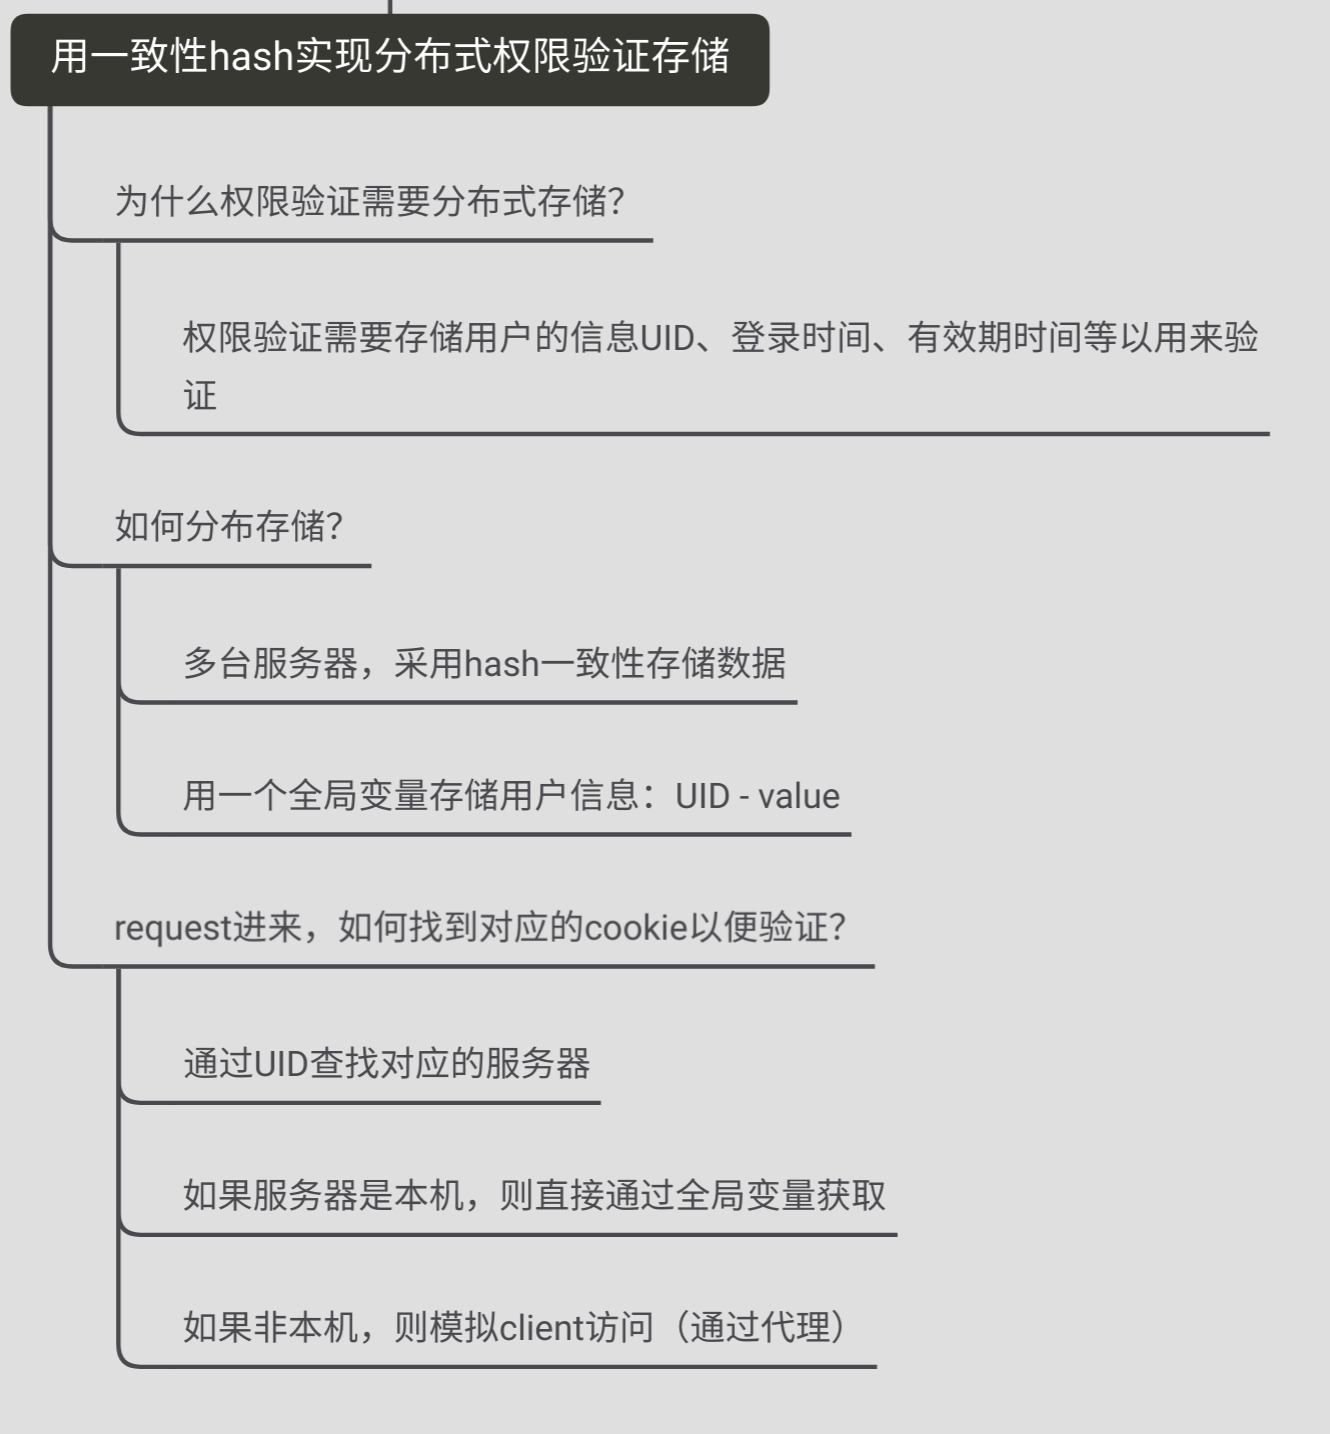 用一致性hash实现分布式权限验证存储
为什么权限验证需要分布式存储？
权限验证需要存储用户的信息UID、登录时间、有效期时间等以用来验
证
如何分布存储？
多台服务器，采用hash一致性存储数据
用一个全局变量存储用户信息：UID - value
request进来，如何找到对应的cookie以便验证？
通过UID查找对应的服务器
如果服务器是本机，则直接通过全局变量获取
如果非本机，则模拟client访问（通过代理）